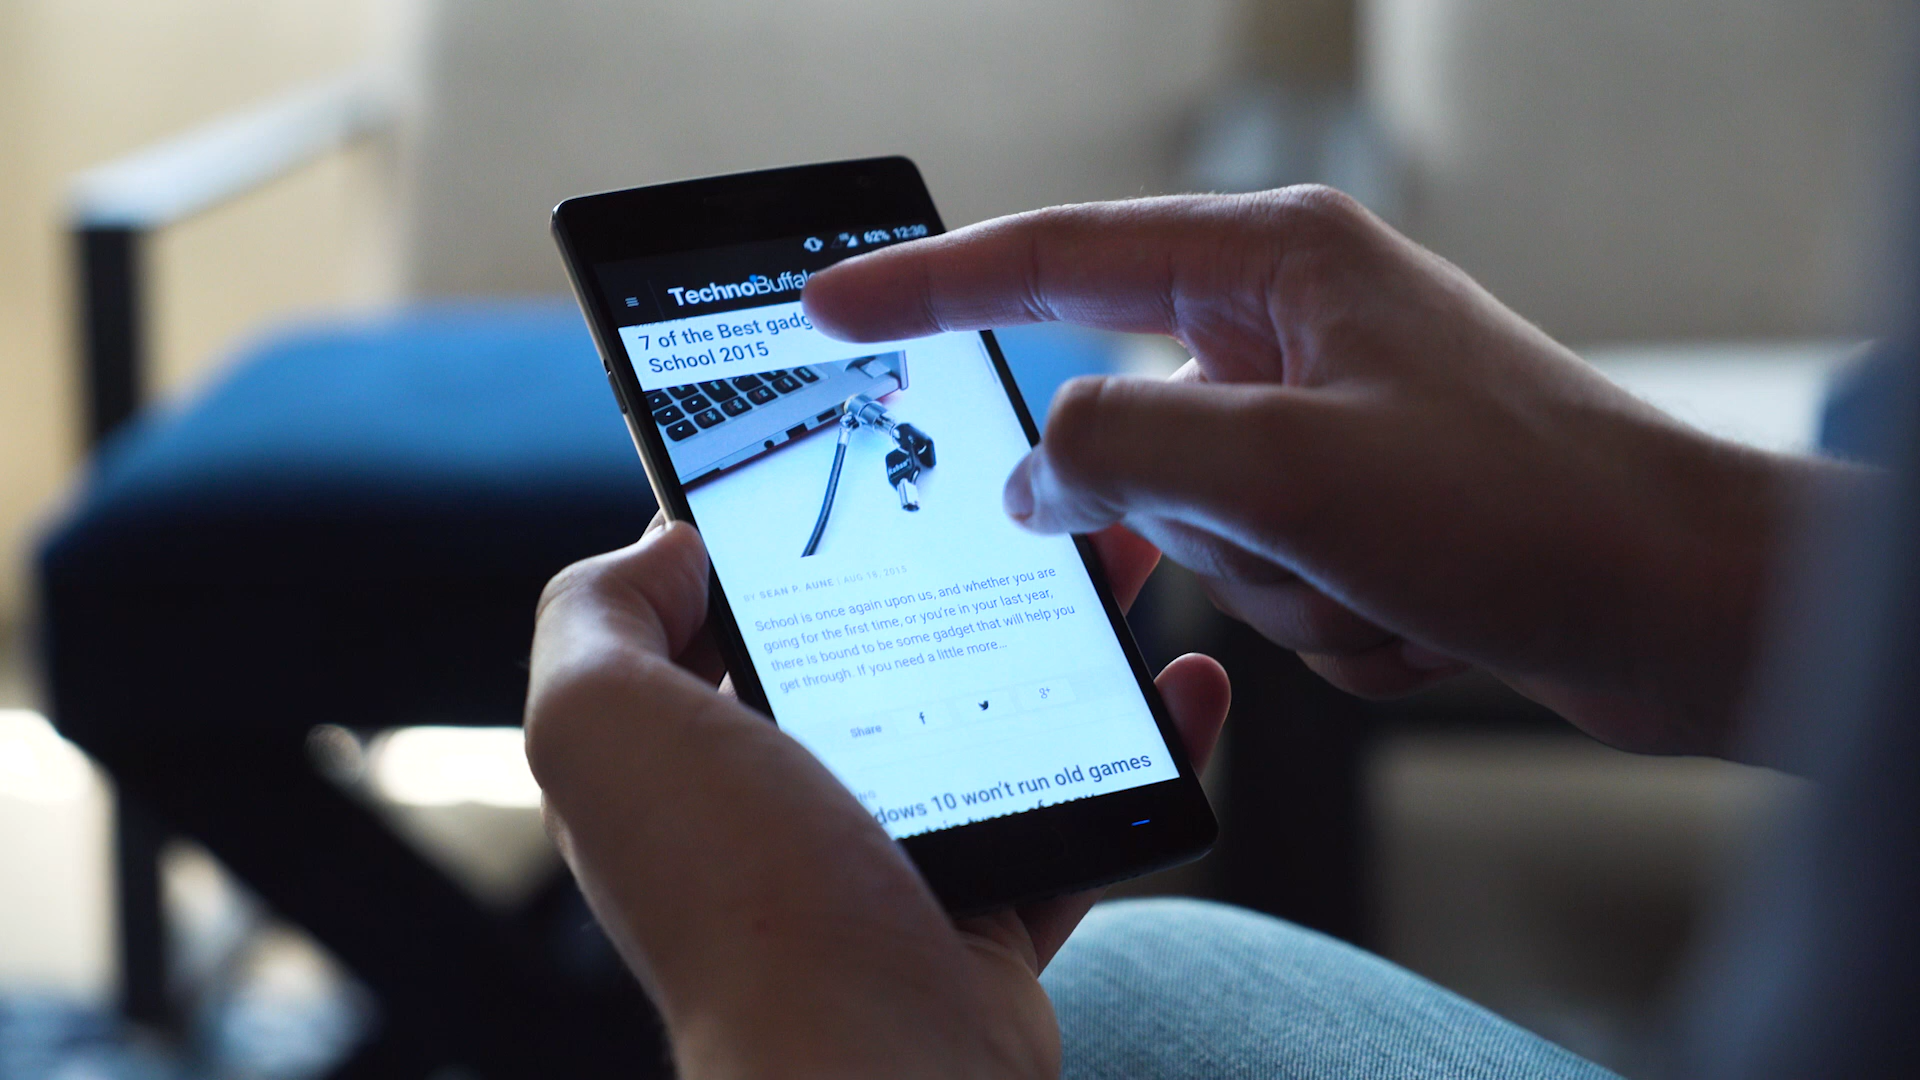 62% 12:30
TechnoBuffalo
7 of the Best gadg
School 2015
BY SEAN P. AUNE | AUG 18, 2015
School is once again upon us, and whether you are
going for the first time, or you're in your last year,
there is bound to be some gadget that will help you
get through. If you need a little more...
Share
f
g+
dows 10 won't run old games